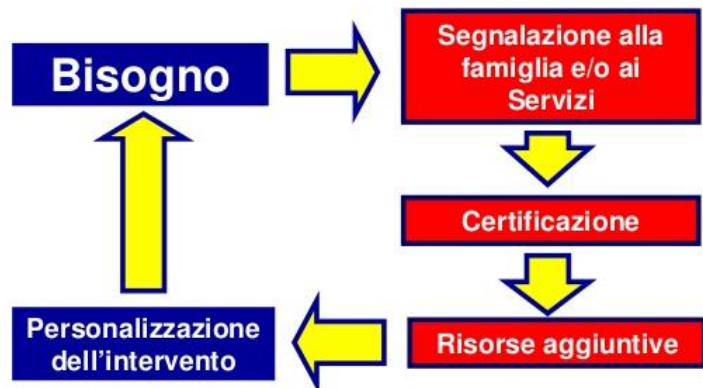 Bisogno
Segnalazione alla
famiglia e/o ai
Servizi
Certificazione
Risorse aggiuntive
Personalizzazione
dell'intervento